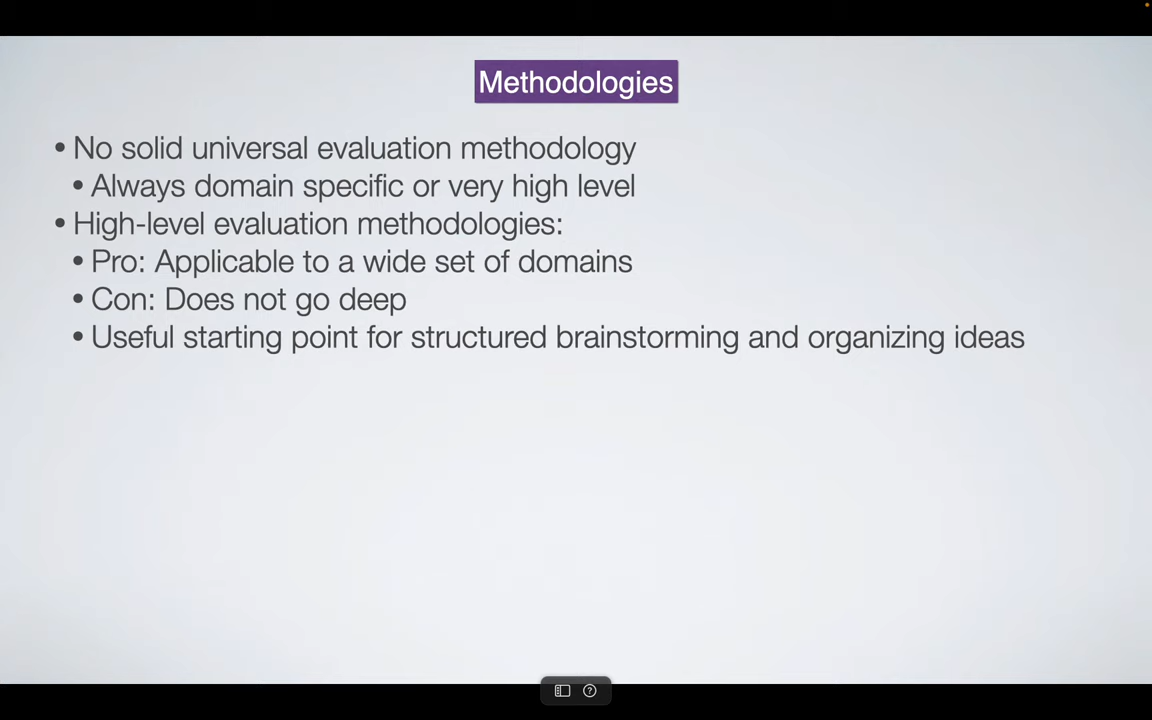 Methodologies
• No solid universal evaluation methodology
• Always domain specific or very high level
• High-level evaluation methodologies:
• Pro: Applicable to a wide set of domains
• Con: Does not go deep
• Useful starting point for structured brainstorming and organizing ideas